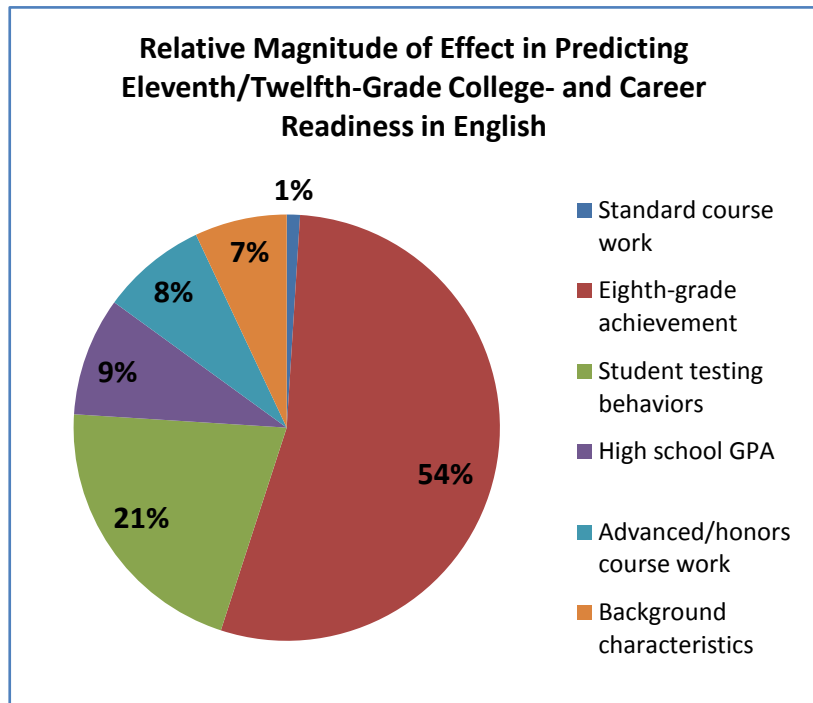 Relative Magnitude of Effect in Predicting
Eleventh/Twelfth-Grade College- and Career
Readiness in English
1%
7%
8%
9%
21%
54%
Standard course
work
Eighth-grade
achievement
Student testing
behaviors
High school GPA
Advanced/honors
course work
Background
characteristics